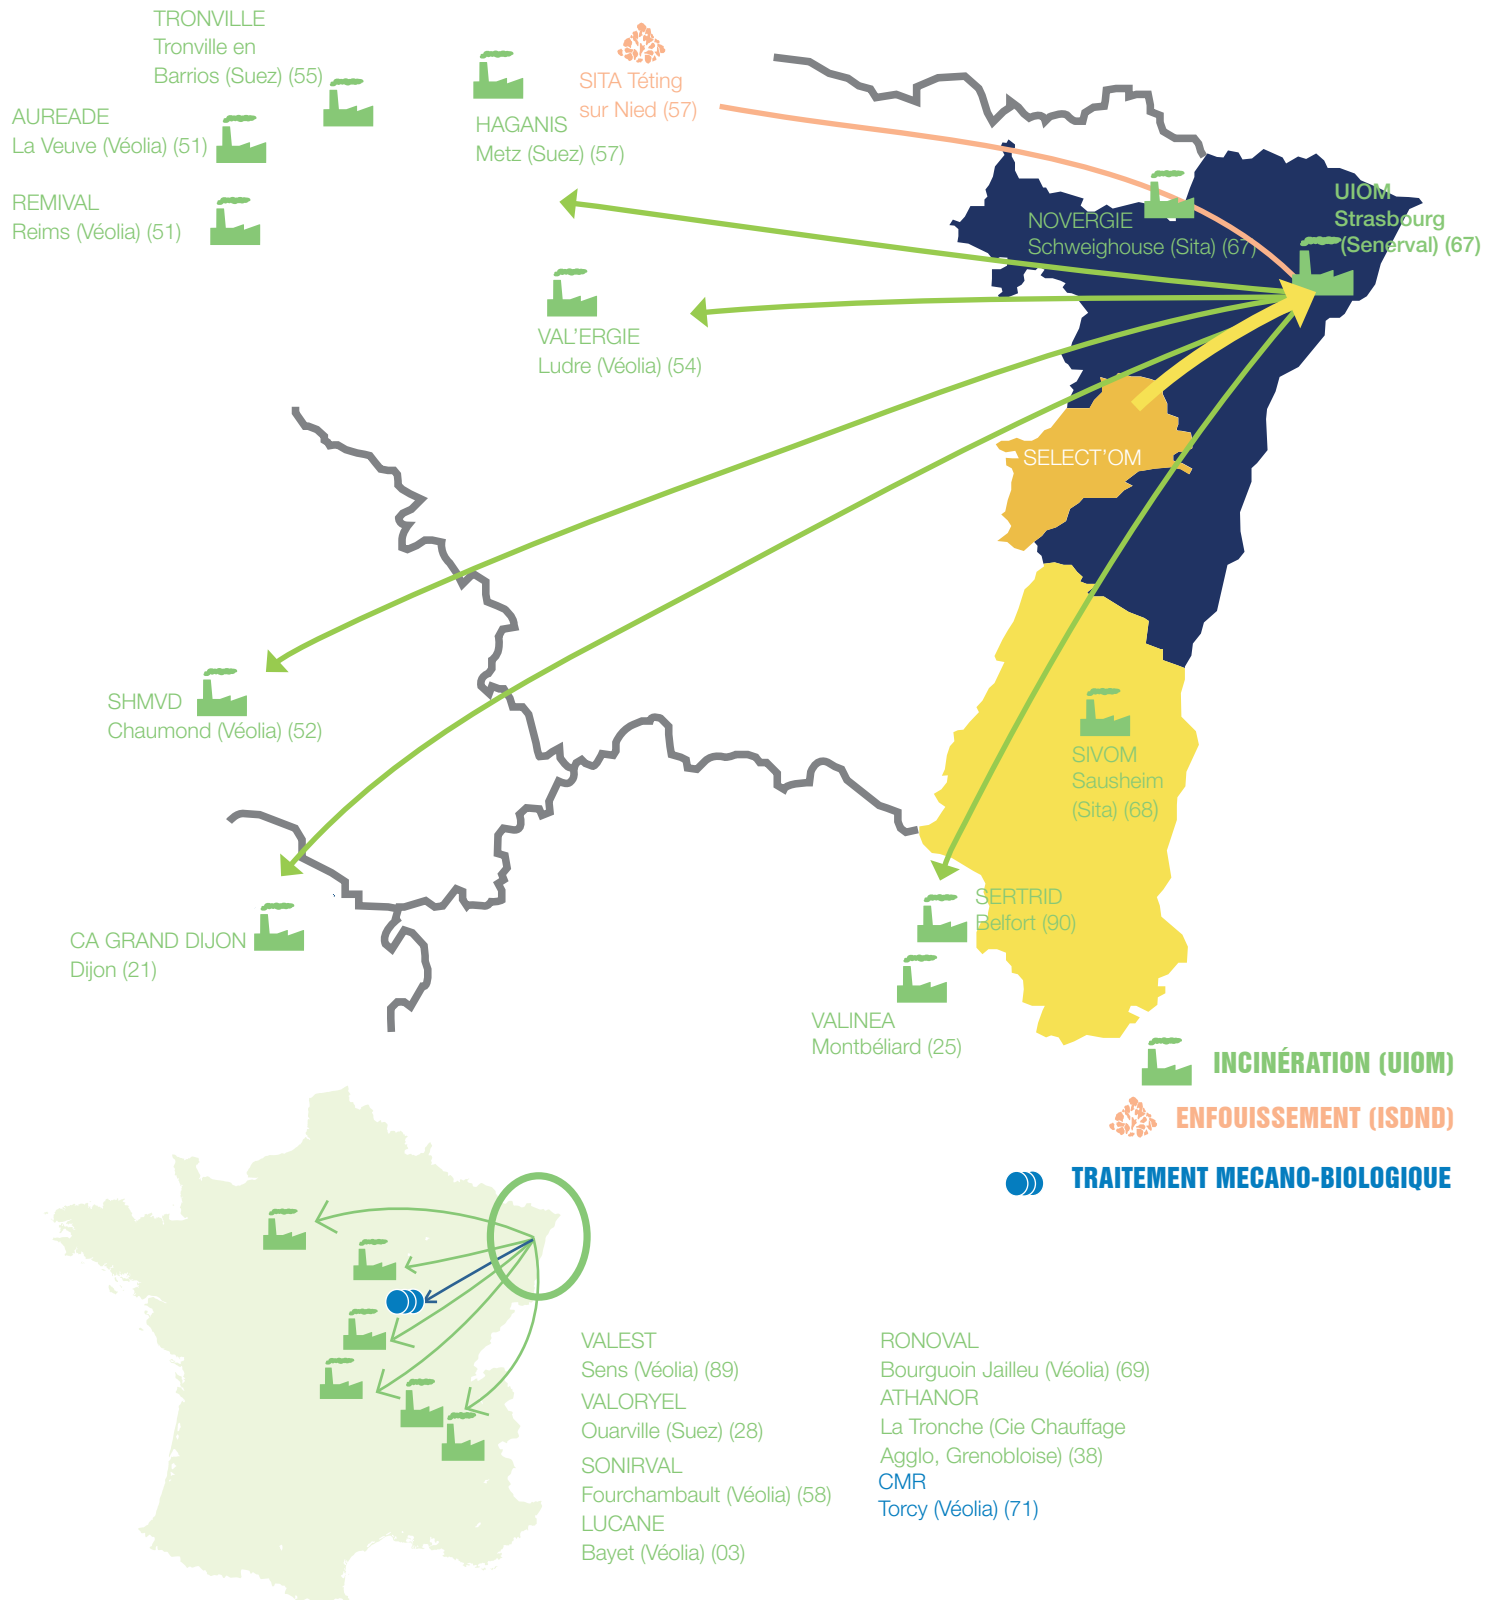 TRONVILLE
Tronville en
Barrios (Suez) (55)
SITA Téting
sur Nied (57)
AUREADE
La Veuve (Véolia) (51)
HAGANIS
Metz (Suez) (57)
REMIVAL
Reims (Véolia) (51)
NOVERGIE
Schweighouse (Sita) (67)
UIOM
Strasbourg
(Senerval) (67)
VAL'ERGIE
Ludre (Véolia) (54)
SELECT'OM
SHMVD
Chaumond (Véolia) (52)
SIVOM
Sausheim
(Sita) (68)
CA GRAND DIJON
Dijon (21)
SERTRID
Belfort (90)
VALINEA
Montbéliard (25)
INCINÉRATION (UIOM)
ENFOUISSEMENT (ISDND)
TRAITEMENT MECANO-BIOLOGIQUE
VALEST
Sens (Véolia) (89)
VALORYEL
Ouarville (Suez) (28)
SONIRVAL
Fourchambault (Véolia) (58)
LUCANE
Bayet (Véolia) (03)
RONOVAL
Bourguoin Jailleu (Véolia) (69)
ATHANOR
La Tronche (Cie Chauffage
Agglo, Grenobloise) (38)
CMR
Torcy (Véolia) (71)